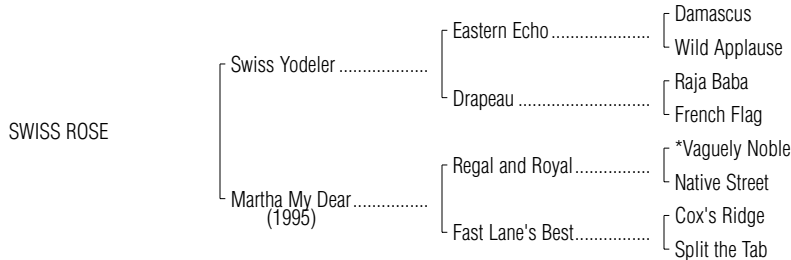 Damascus
Eastern Echo.....................
Wild Applause
Swiss Yodeler ...................
Raja Baba
Drapeau ............................
French Flag
SWISS ROSE
*Vaguely Noble
Regal and Royal................
Native Street
Martha My Dear................
(1995)
Cox's Ridge
Fast Lane's Best................
Split the Tab